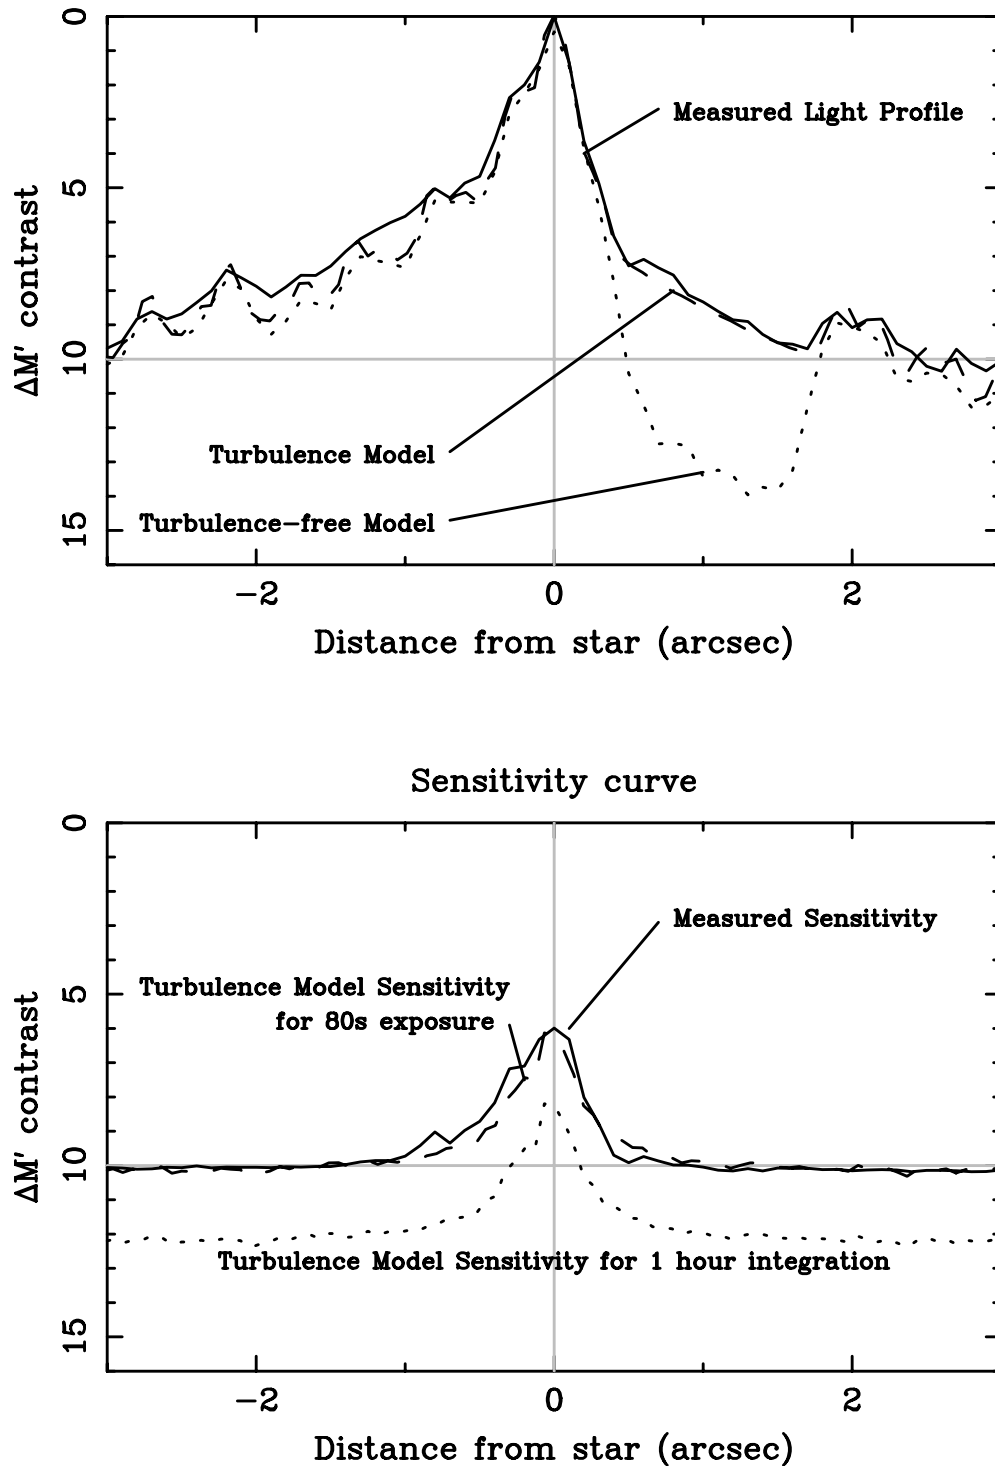 0
5
10
15
ΔM′ contrast
Measured Light Profile
Turbulence Model
Turbulence-free Model
-2
0
2
Distance from star (arcsec)
Sensitivity curve
0
5
10
15
ΔM′ contrast
Measured Sensitivity
Turbulence Model Sensitivity
for 80s exposure
Turbulence Model Sensitivity for 1 hour integration
-2
0
2
Distance from star (arcsec)